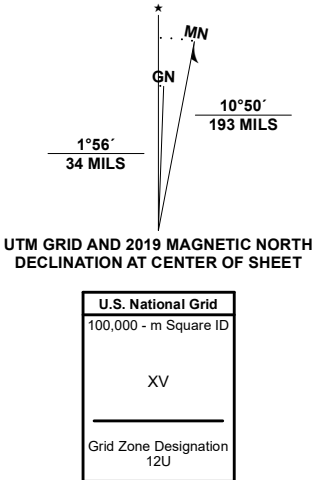 ★
MN
GN
10°50´
193 MILS
1°56´
34 MILS
UTM GRID AND 2019 MAGNETIC NORTH
DECLINATION AT CENTER OF SHEET
U.S. National Grid
100,000 - m Square ID
XV
Grid Zone Designation
12U